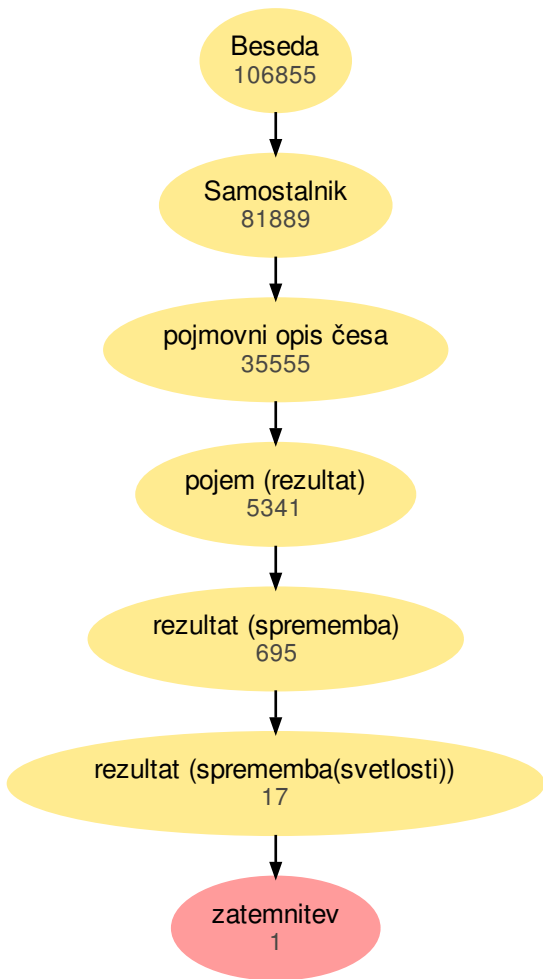 Beseda
106855
Samostalnik
81889
pojmovni opis česa
35555
pojem (rezultat)
5341
rezultat (sprememba)
695
rezultat (sprememba(svetlosti))
17
zatemnitev
1